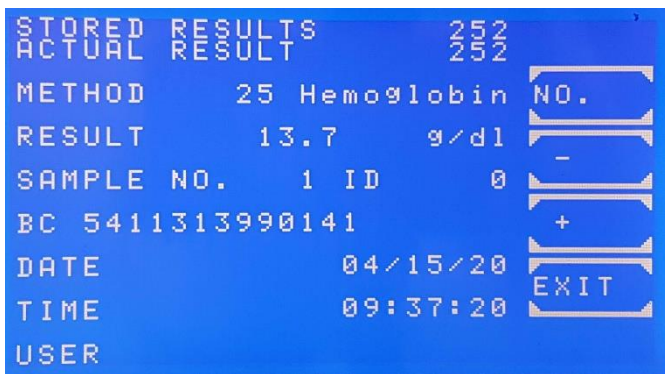 STORED RESULTS 252
ACTUAL RESULT 252
METHOD 25 Hemoglobin
NO.
RESULT 13.7 g/dl
-
SAMPLE NO. 1 ID 0
BC 5411313990141
+
DATE 04/15/20
EXIT
TIME 09:37:20
USER